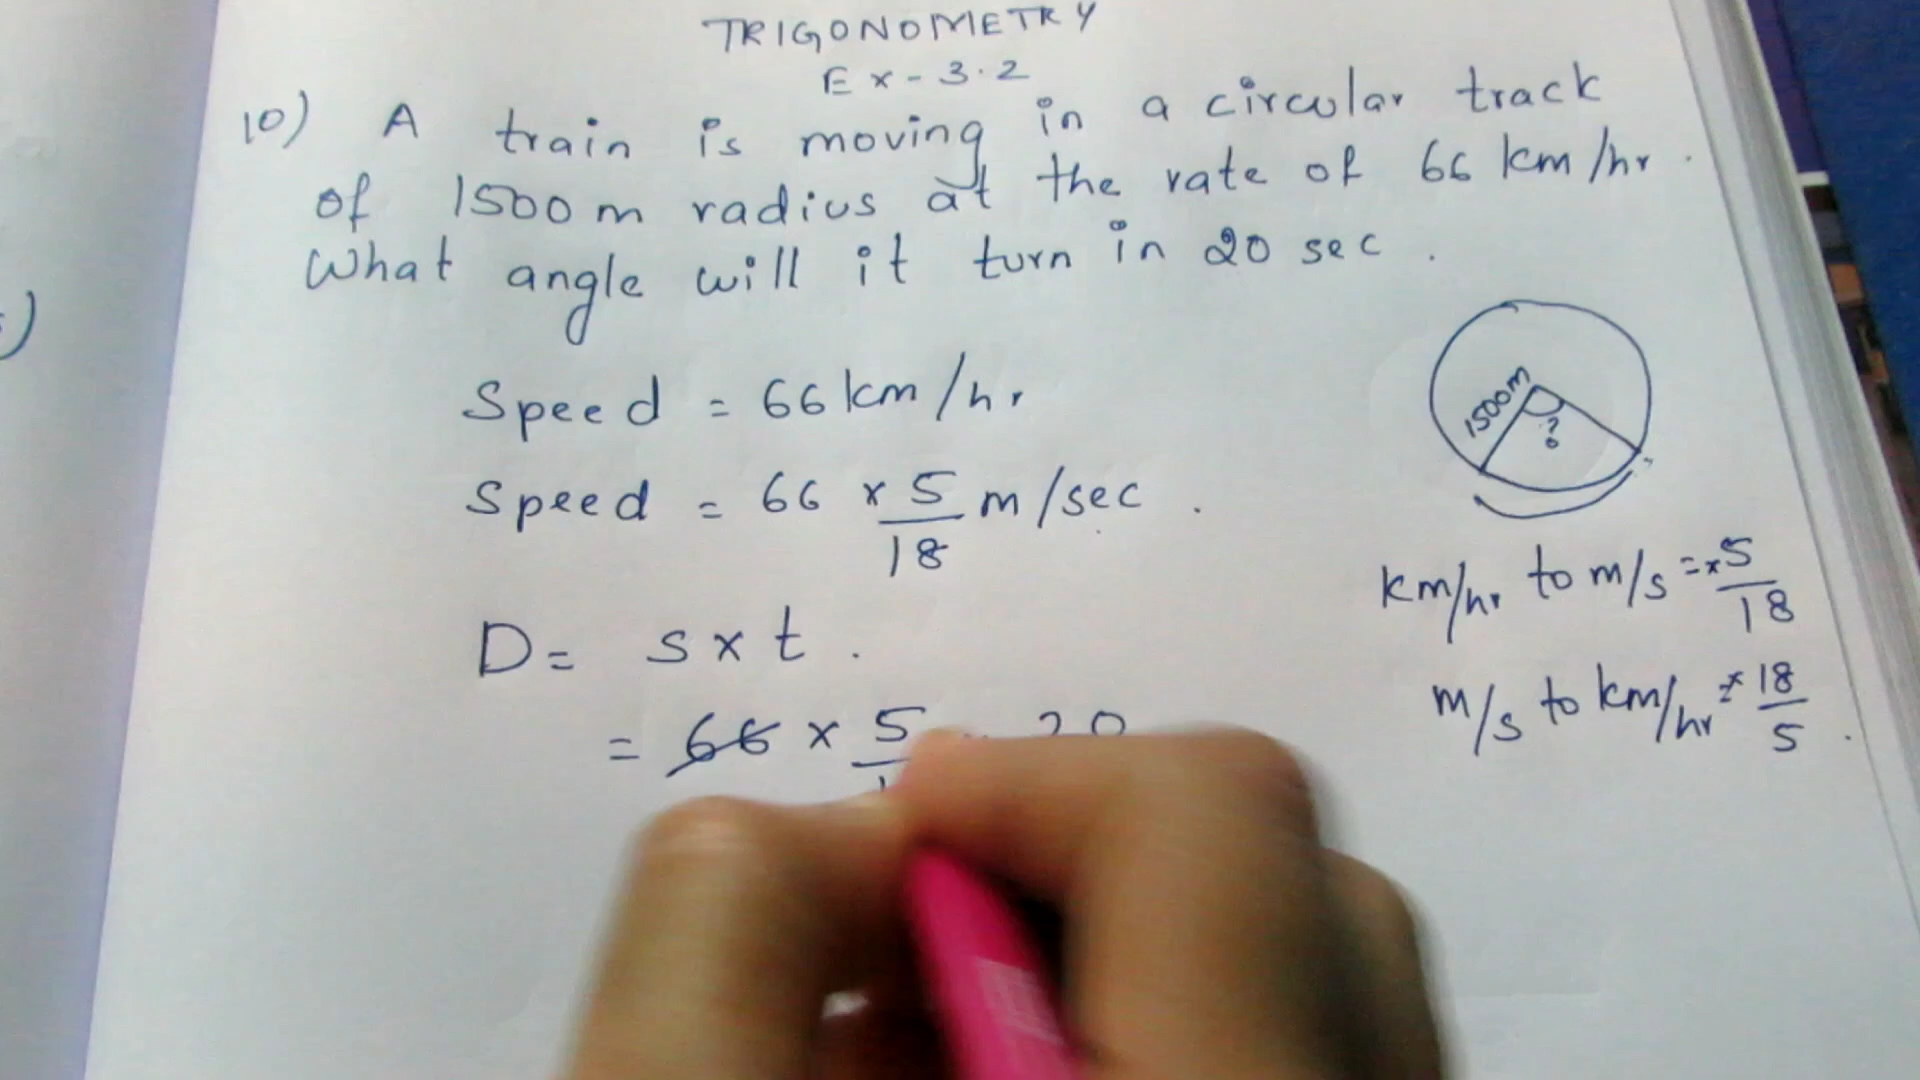 TRIGONOMETRY
Ex - 3.2
10) A train is moving in a circular track
of 1500 m radius at the rate of 66 km/hr.
What angle will it turn in 20 sec.
Speed = 66 km/hr
Speed = 66 × 5/18 m/sec.
1500m
?
km/hr to m/s = × 5/18
D = s × t.
m/s to km/hr = × 18/5.
= 66 × 5 20